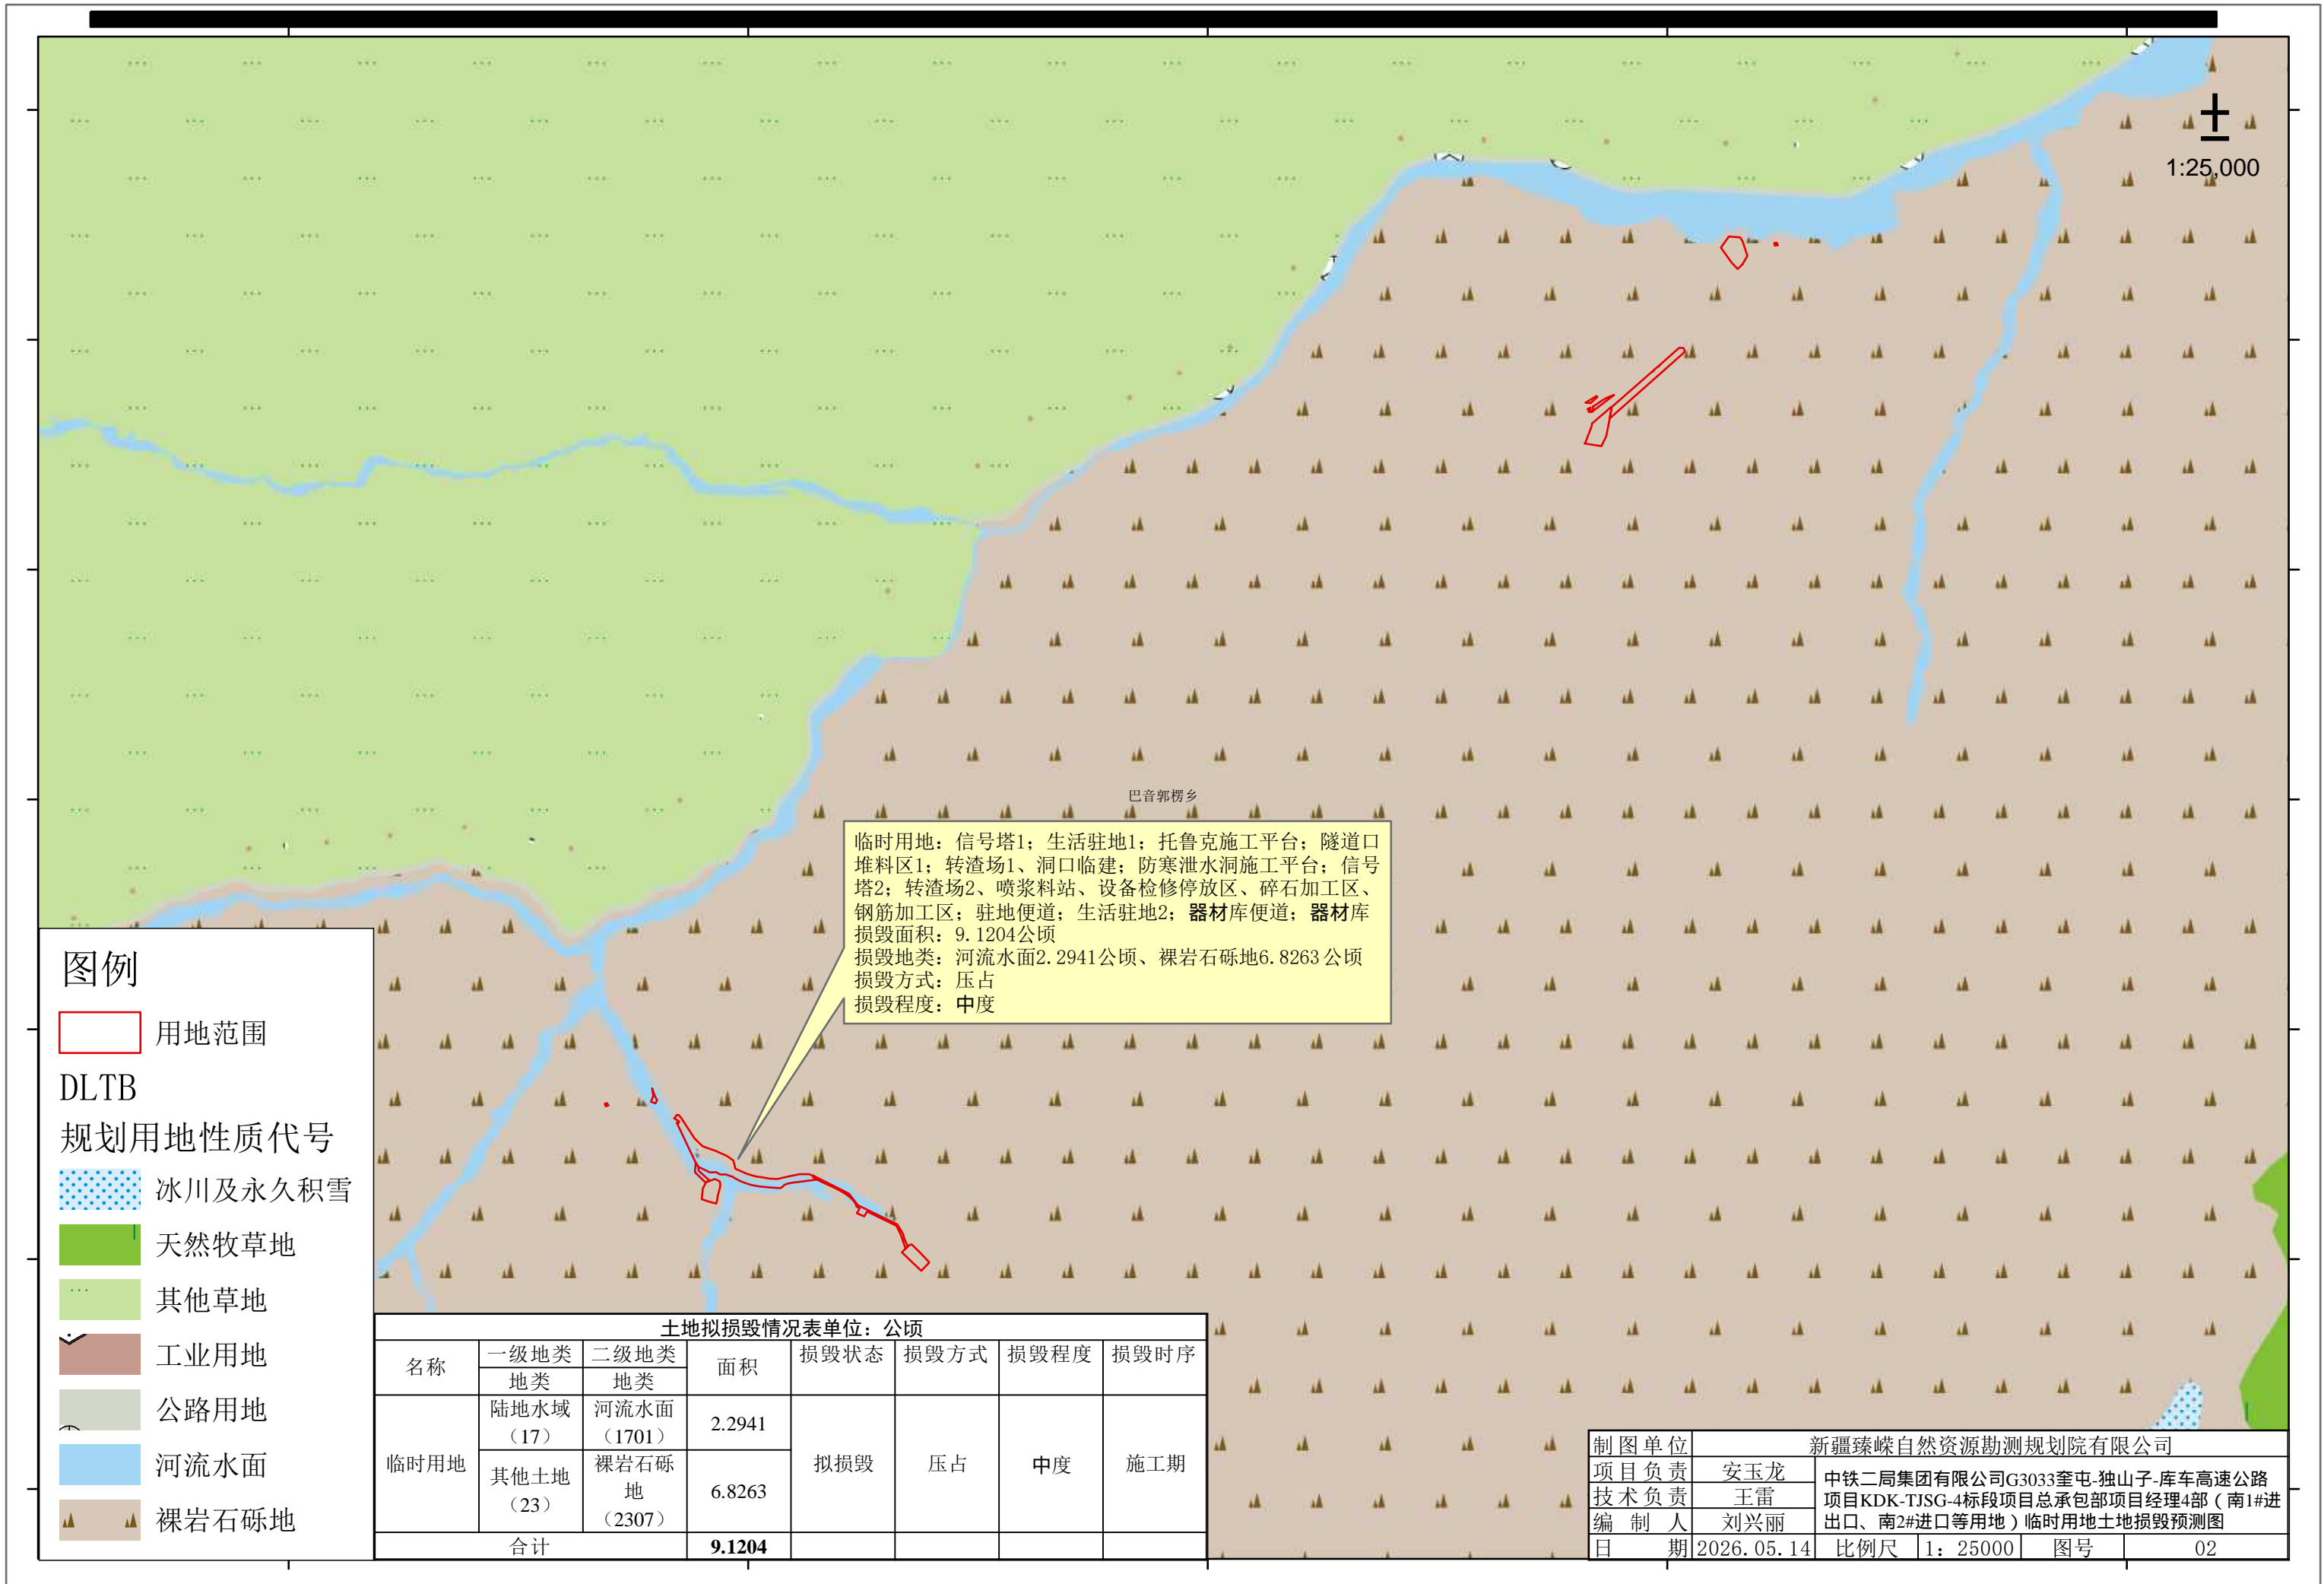 ±
1:25,000
巴音郭楞乡
临时用地：信号塔1；生活驻地1；托鲁克施工平台；隧道口
堆料区1；转渣场1、洞口临建；防寒泄水洞施工平台；信号
塔2；转渣场2、喷浆料站、设备检修停放区、碎石加工区、
钢筋加工区；驻地便道；生活驻地2；器材库便道；器材库
损毁面积：9.1204公顷
损毁地类：河流水面2.2941公顷、裸岩石砾地6.8263公顷
损毁方式：压占
损毁程度：中度
图例
用地范围
DLTB
规划用地性质代号
冰川及永久积雪
天然牧草地
其他草地
工业用地
公路用地
河流水面
裸岩石砾地
土地拟损毁情况表单位：公顷
名称 一级地类 二级地类 面积 损毁状态 损毁方式 损毁程度 损毁时序
地类 地类
临时用地 陆地水域（17） 河流水面（1701） 2.2941 拟损毁 压占 中度 施工期
其他土地（23） 裸岩石砾地（2307） 6.8263
合计 9.1204
制图单位 新疆臻嵘自然资源勘测规划院有限公司
项目负责 安玉龙
技术负责 王雷
编制人 刘兴丽
中铁二局集团有限公司G3033奎屯-独山子-库车高速公路
项目KDK-TJSG-4标段项目总承包部项目经理4部（南1#进
出口、南2#进口等用地）临时用地土地损毁预测图
日期 2026.05.14 比例尺 1：25000 图号 02